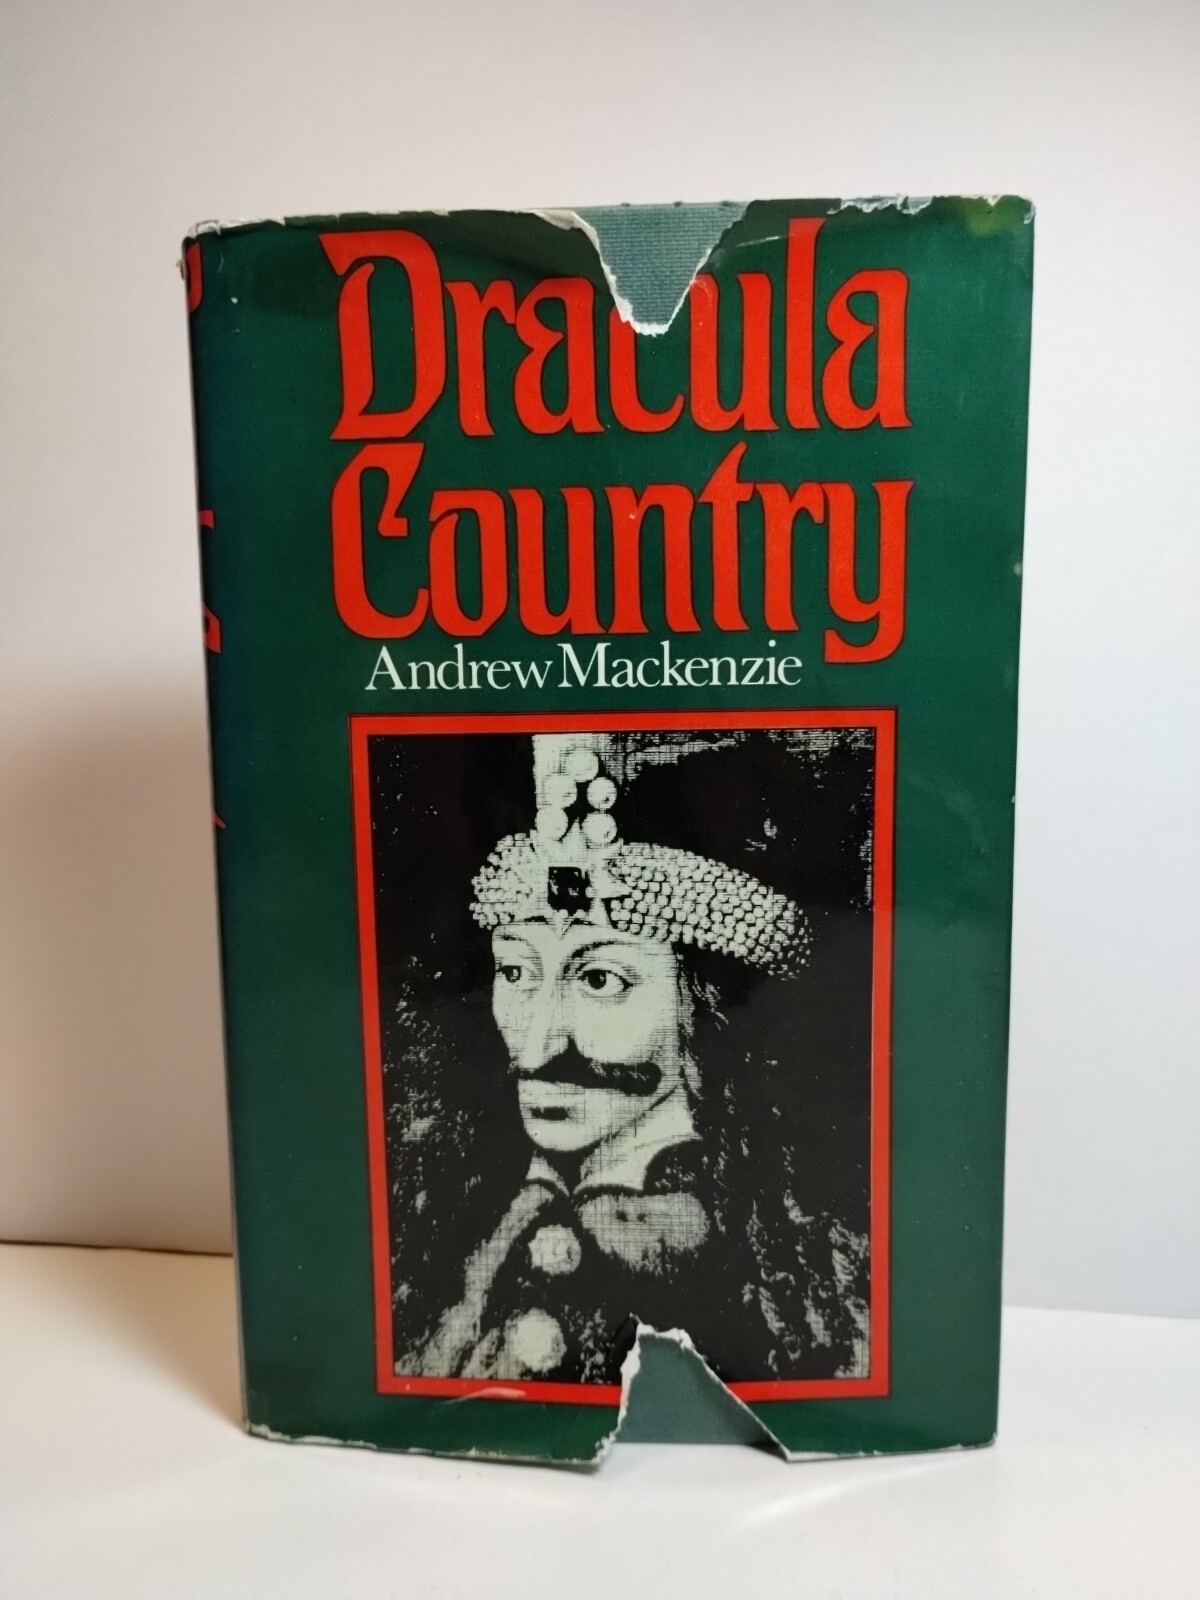 Dracula
Country
Andrew Mackenzie